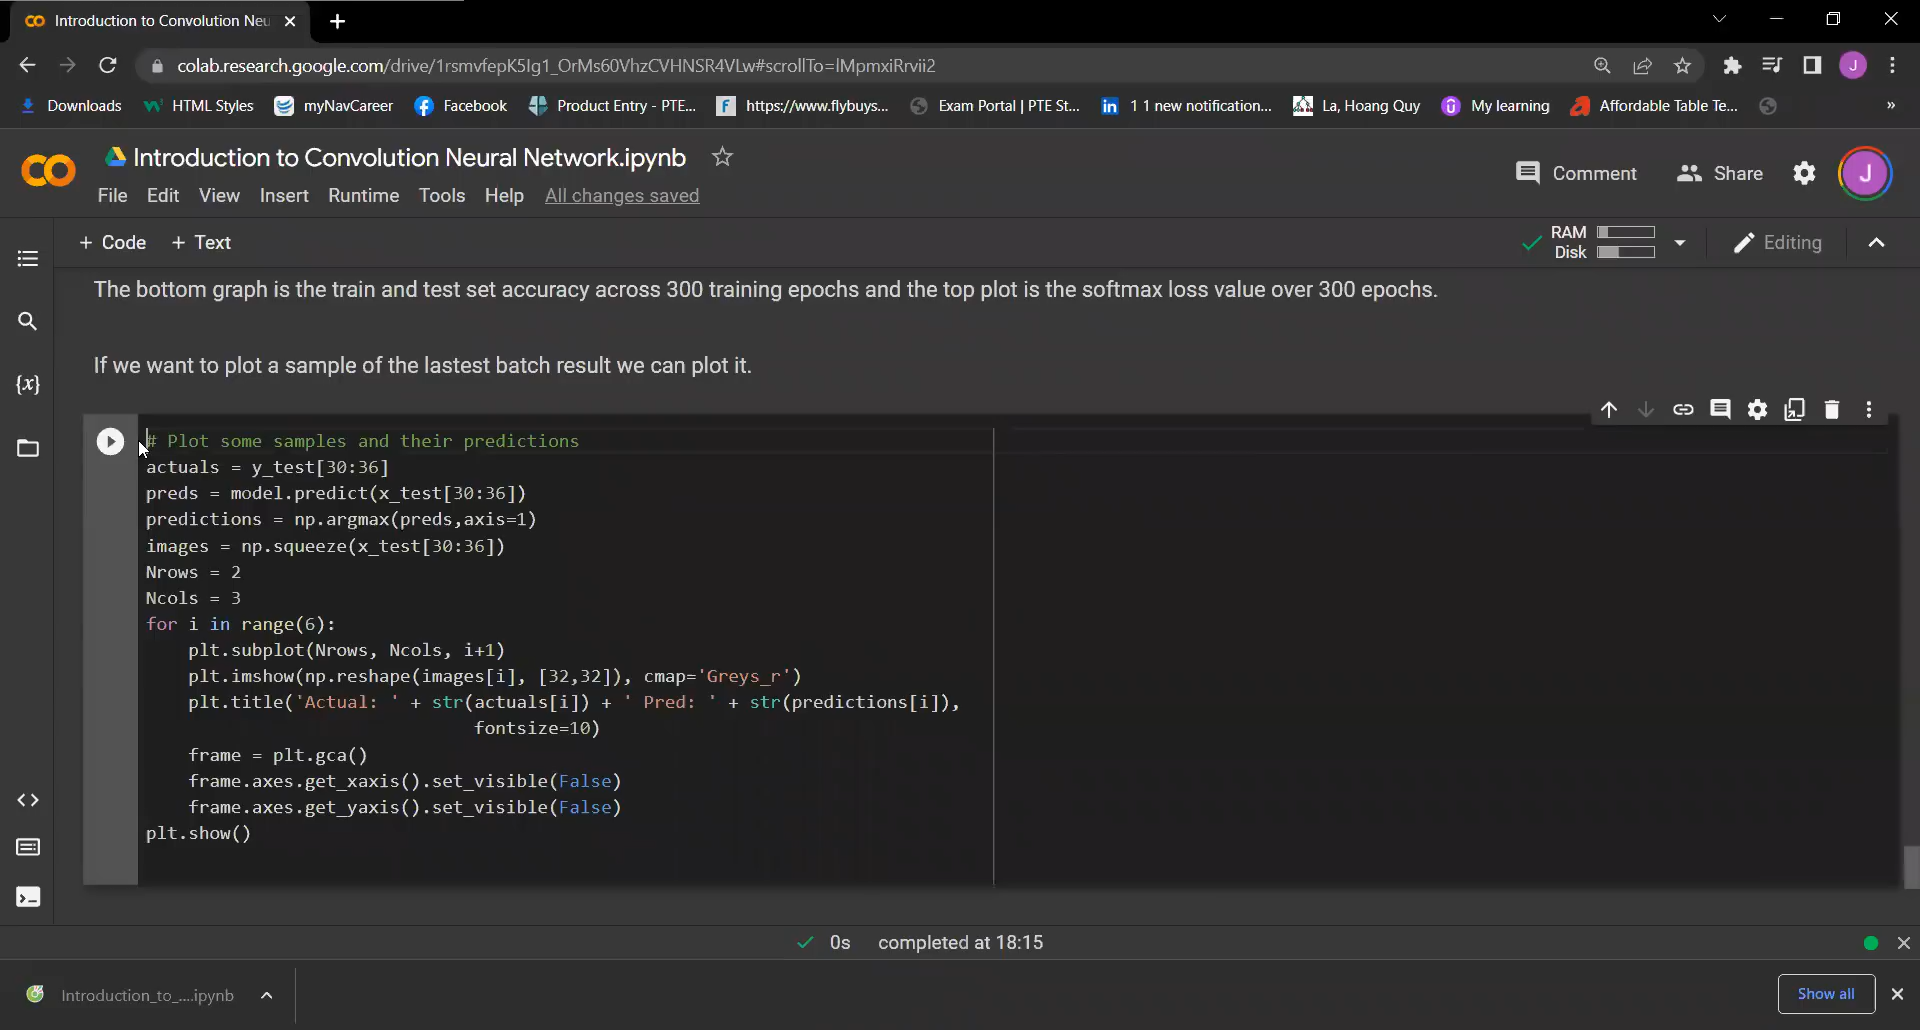 Introduction to Convolution Neu
colab.research.google.com/drive/1rsmvfepK5Ig1_OrMs60VhzCVHNSR4VLw#scrollTo=lMpmxiRrvii2
J
Downloads HTML Styles myNavCareer Facebook Product Entry - PTE... https://www.flybuys... Exam Portal | PTE St... 1 1 new notification... La, Hoang Quy My learning Affordable Table Te... »
Introduction to Convolution Neural Network.ipynb
Comment Share J
File Edit View Insert Runtime Tools Help All changes saved
+ Code + Text
RAM
Disk
Editing
The bottom graph is the train and test set accuracy across 300 training epochs and the top plot is the softmax loss value over 300 epochs.
{x}
If we want to plot a sample of the lastest batch result we can plot it.
# Plot some samples and their predictions
actuals = y_test[30:36]
preds = model.predict(x_test[30:36])
predictions = np.argmax(preds,axis=1)
images = np.squeeze(x_test[30:36])
Nrows = 2
Ncols = 3
for i in range(6):
    plt.subplot(Nrows, Ncols, i+1)
    plt.imshow(np.reshape(images[i], [32,32]), cmap='Greys_r')
    plt.title('Actual: ' + str(actuals[i]) + ' Pred: ' + str(predictions[i]),
                               fontsize=10)
    frame = plt.gca()
    frame.axes.get_xaxis().set_visible(False)
    frame.axes.get_yaxis().set_visible(False)
plt.show()
0s completed at 18:15
Introduction_to_....ipynb
Show all